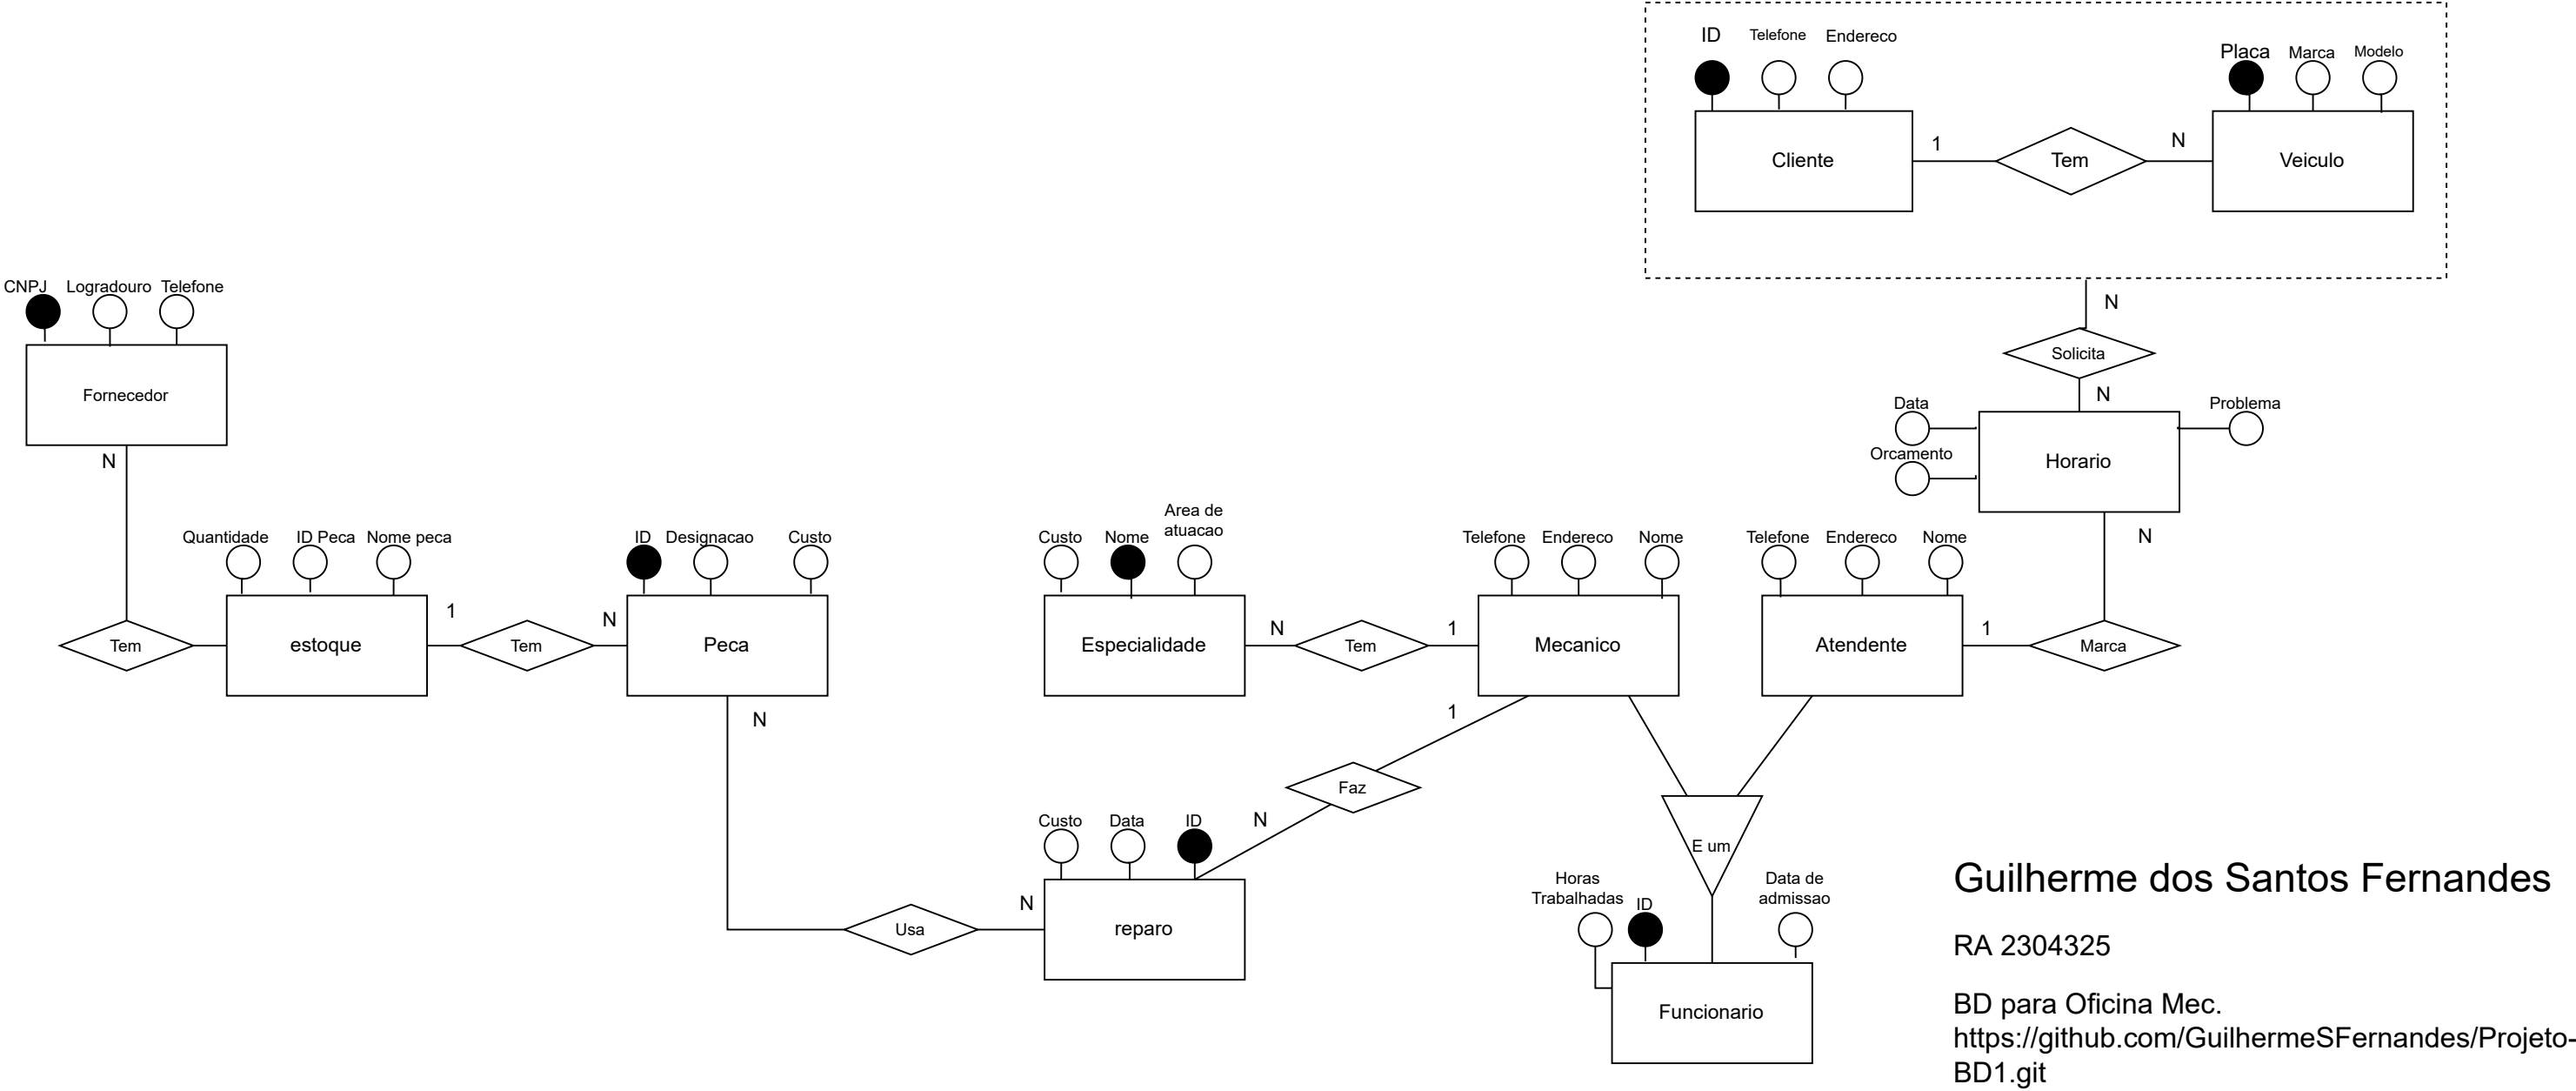 ID
Telefone
Endereco
Placa
Marca
Modelo
Cliente
1
Tem
N
Veiculo
N
Solicita
N
CNPJ
Logradouro
Telefone
Fornecedor
N
Data
Orcamento
Problema
Horario
N
Quantidade
ID Peca
Nome peca
ID
Designacao
Custo
Custo
Nome
Area de
atuacao
Telefone
Endereco
Nome
Telefone
Endereco
Nome
Tem
estoque
1
Tem
N
Peca
Especialidade
N
Tem
1
Mecanico
Atendente
1
Marca
N
1
Faz
N
Custo
Data
ID
E um
Usa
N
reparo
Horas
Trabalhadas
ID
Data de
admissao
Funcionario
Guilherme dos Santos Fernandes
RA 2304325
BD para Oficina Mec.
https://github.com/GuilhermeSFernandes/Projeto-
BD1.git